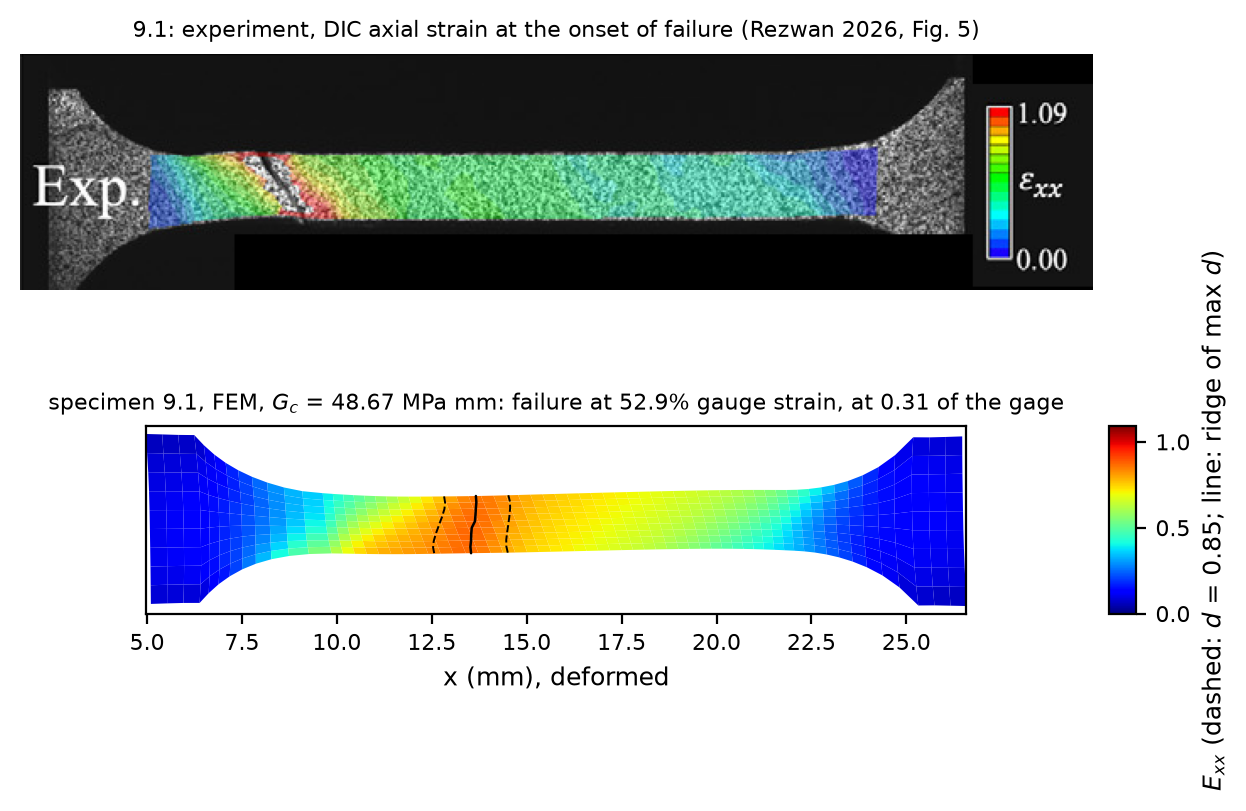 9.1: experiment, DIC axial strain at the onset of failure (Rezwan 2026, Fig. 5)
Exp.
1.09
εxx
0.00
specimen 9.1, FEM, Gc = 48.67 MPa mm: failure at 52.9% gauge strain, at 0.31 of the gage
1.0
0.5
0.0
5.0 7.5 10.0 12.5 15.0 17.5 20.0 22.5 25.0
x (mm), deformed
Exx (dashed: d = 0.85; line: ridge of max d)